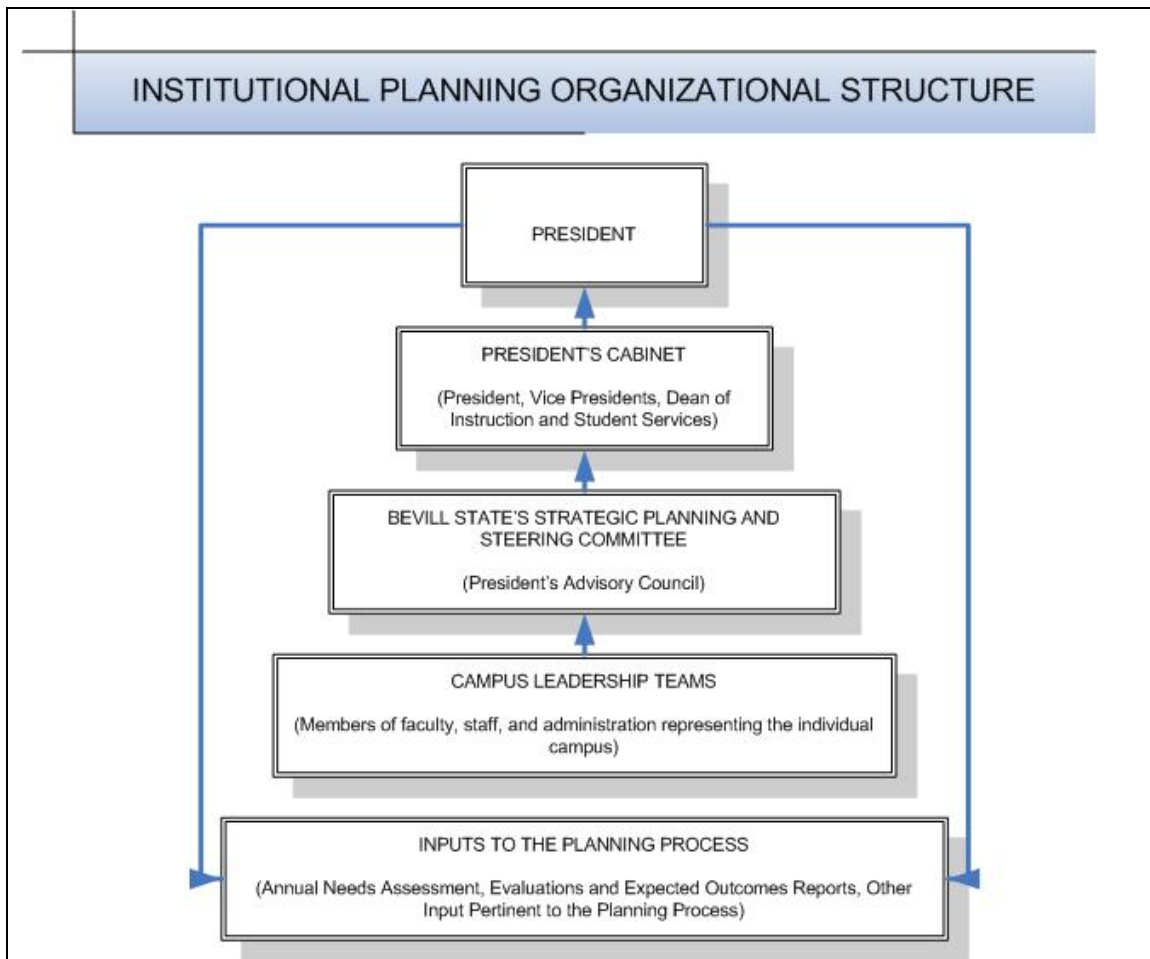 INSTITUTIONAL PLANNING ORGANIZATIONAL STRUCTURE
PRESIDENT
PRESIDENT'S CABINET
(President, Vice Presidents, Dean of
Instruction and Student Services)
BEVILL STATE'S STRATEGIC PLANNING AND
STEERING COMMITTEE
(President's Advisory Council)
CAMPUS LEADERSHIP TEAMS
(Members of faculty, staff, and administration representing the individual
campus)
INPUTS TO THE PLANNING PROCESS
(Annual Needs Assessment, Evaluations and Expected Outcomes Reports, Other
Input Pertinent to the Planning Process)